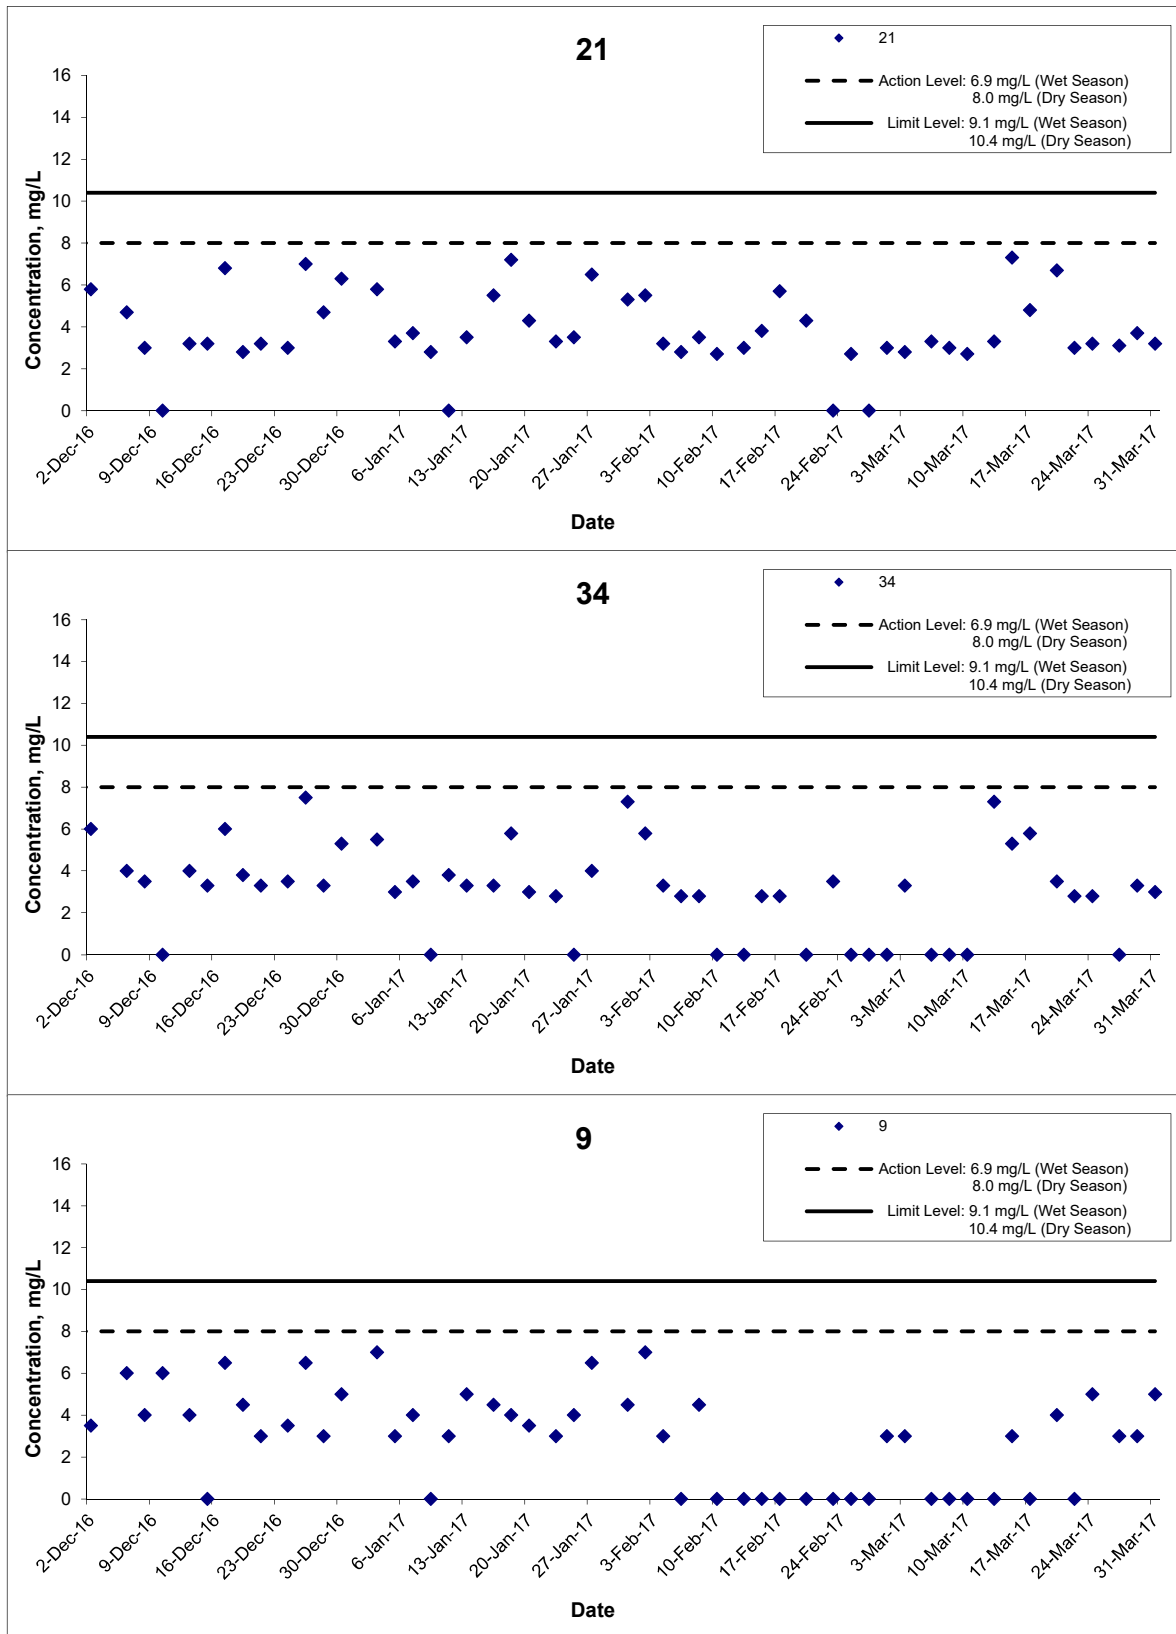 21
21
Action Level: 6.9 mg/L (Wet Season)
8.0 mg/L (Dry Season)
Limit Level: 9.1 mg/L (Wet Season)
10.4 mg/L (Dry Season)
Concentration, mg/L
16
14
12
10
8
6
4
2
0
2-Dec-16
9-Dec-16
16-Dec-16
23-Dec-16
30-Dec-16
6-Jan-17
13-Jan-17
20-Jan-17
27-Jan-17
3-Feb-17
10-Feb-17
17-Feb-17
24-Feb-17
3-Mar-17
10-Mar-17
17-Mar-17
24-Mar-17
31-Mar-17
Date
34
34
Action Level: 6.9 mg/L (Wet Season)
8.0 mg/L (Dry Season)
Limit Level: 9.1 mg/L (Wet Season)
10.4 mg/L (Dry Season)
Concentration, mg/L
16
14
12
10
8
6
4
2
0
2-Dec-16
9-Dec-16
16-Dec-16
23-Dec-16
30-Dec-16
6-Jan-17
13-Jan-17
20-Jan-17
27-Jan-17
3-Feb-17
10-Feb-17
17-Feb-17
24-Feb-17
3-Mar-17
10-Mar-17
17-Mar-17
24-Mar-17
31-Mar-17
Date
9
9
Action Level: 6.9 mg/L (Wet Season)
8.0 mg/L (Dry Season)
Limit Level: 9.1 mg/L (Wet Season)
10.4 mg/L (Dry Season)
Concentration, mg/L
16
14
12
10
8
6
4
2
0
2-Dec-16
9-Dec-16
16-Dec-16
23-Dec-16
30-Dec-16
6-Jan-17
13-Jan-17
20-Jan-17
27-Jan-17
3-Feb-17
10-Feb-17
17-Feb-17
24-Feb-17
3-Mar-17
10-Mar-17
17-Mar-17
24-Mar-17
31-Mar-17
Date